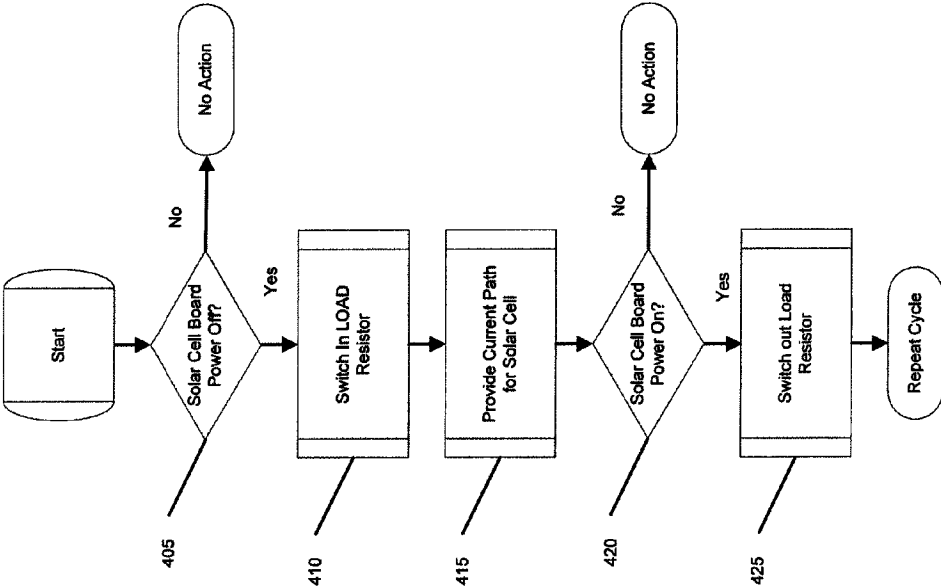 Start
405
Solar Cell Board
Power Off?
No
No Action
Yes
410
Switch In LOAD
Resistor
415
Provide Current Path
for Solar Cell
420
Solar Cell Board
Power On?
No
No Action
Yes
425
Switch out Load
Resistor
Repeat Cycle